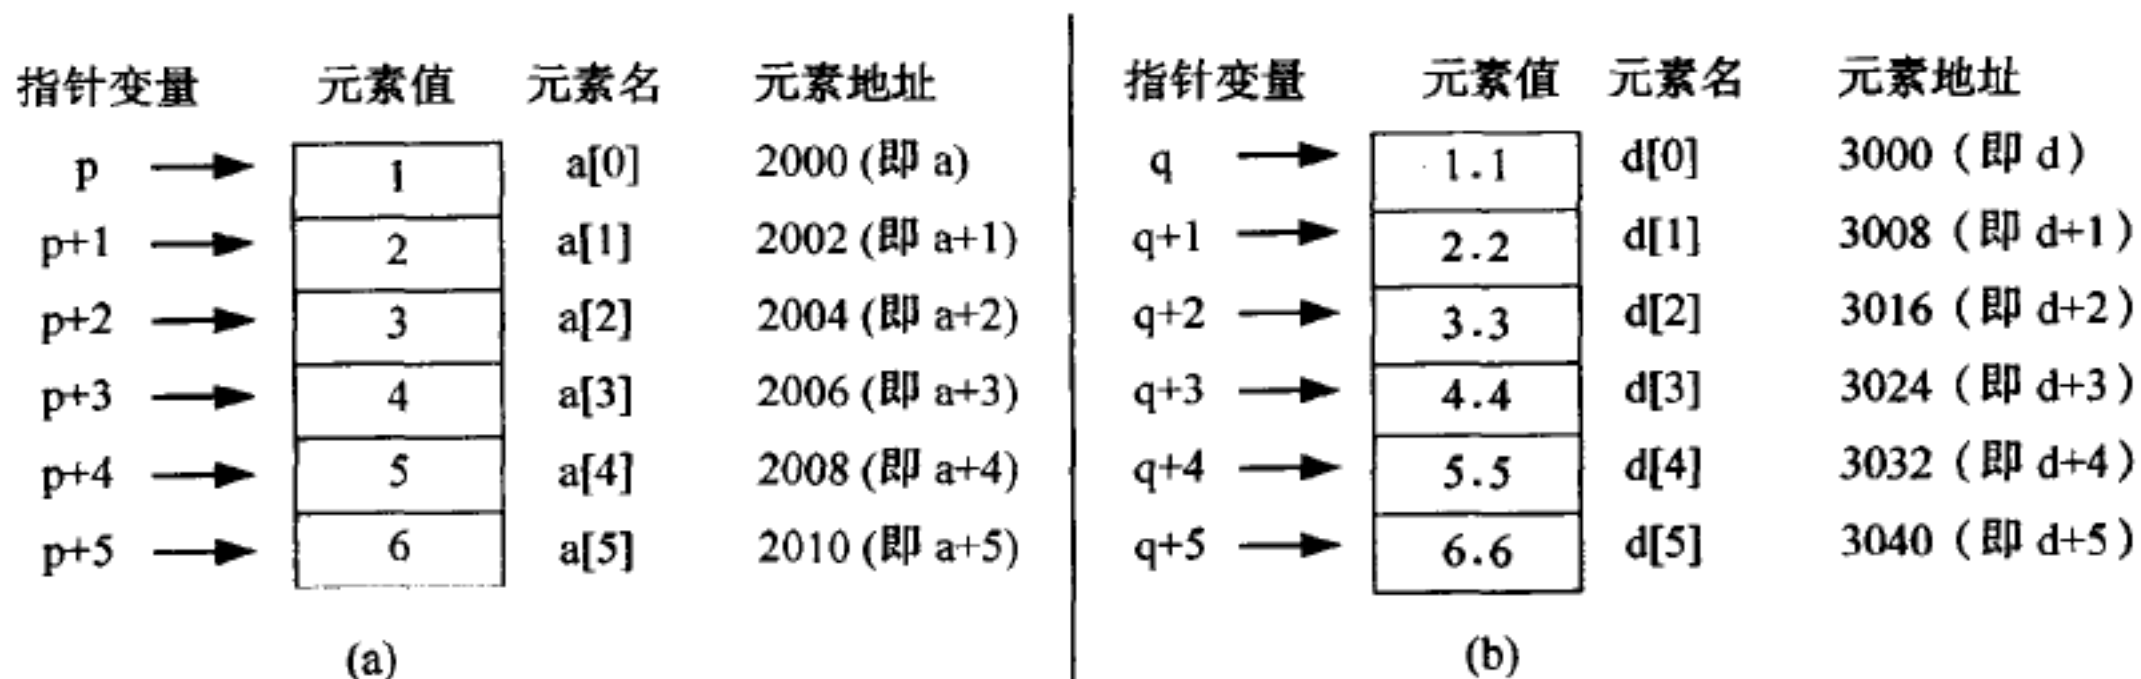 指针变量 元素值 元素名 元素地址
p 1 a[0] 2000 (即 a)
p+1 2 a[1] 2002 (即 a+1)
p+2 3 a[2] 2004 (即 a+2)
p+3 4 a[3] 2006 (即 a+3)
p+4 5 a[4] 2008 (即 a+4)
p+5 6 a[5] 2010 (即 a+5)
(a)
指针变量 元素值 元素名 元素地址
q 1.1 d[0] 3000（即 d）
q+1 2.2 d[1] 3008（即 d+1）
q+2 3.3 d[2] 3016（即 d+2）
q+3 4.4 d[3] 3024（即 d+3）
q+4 5.5 d[4] 3032（即 d+4）
q+5 6.6 d[5] 3040（即 d+5）
(b)